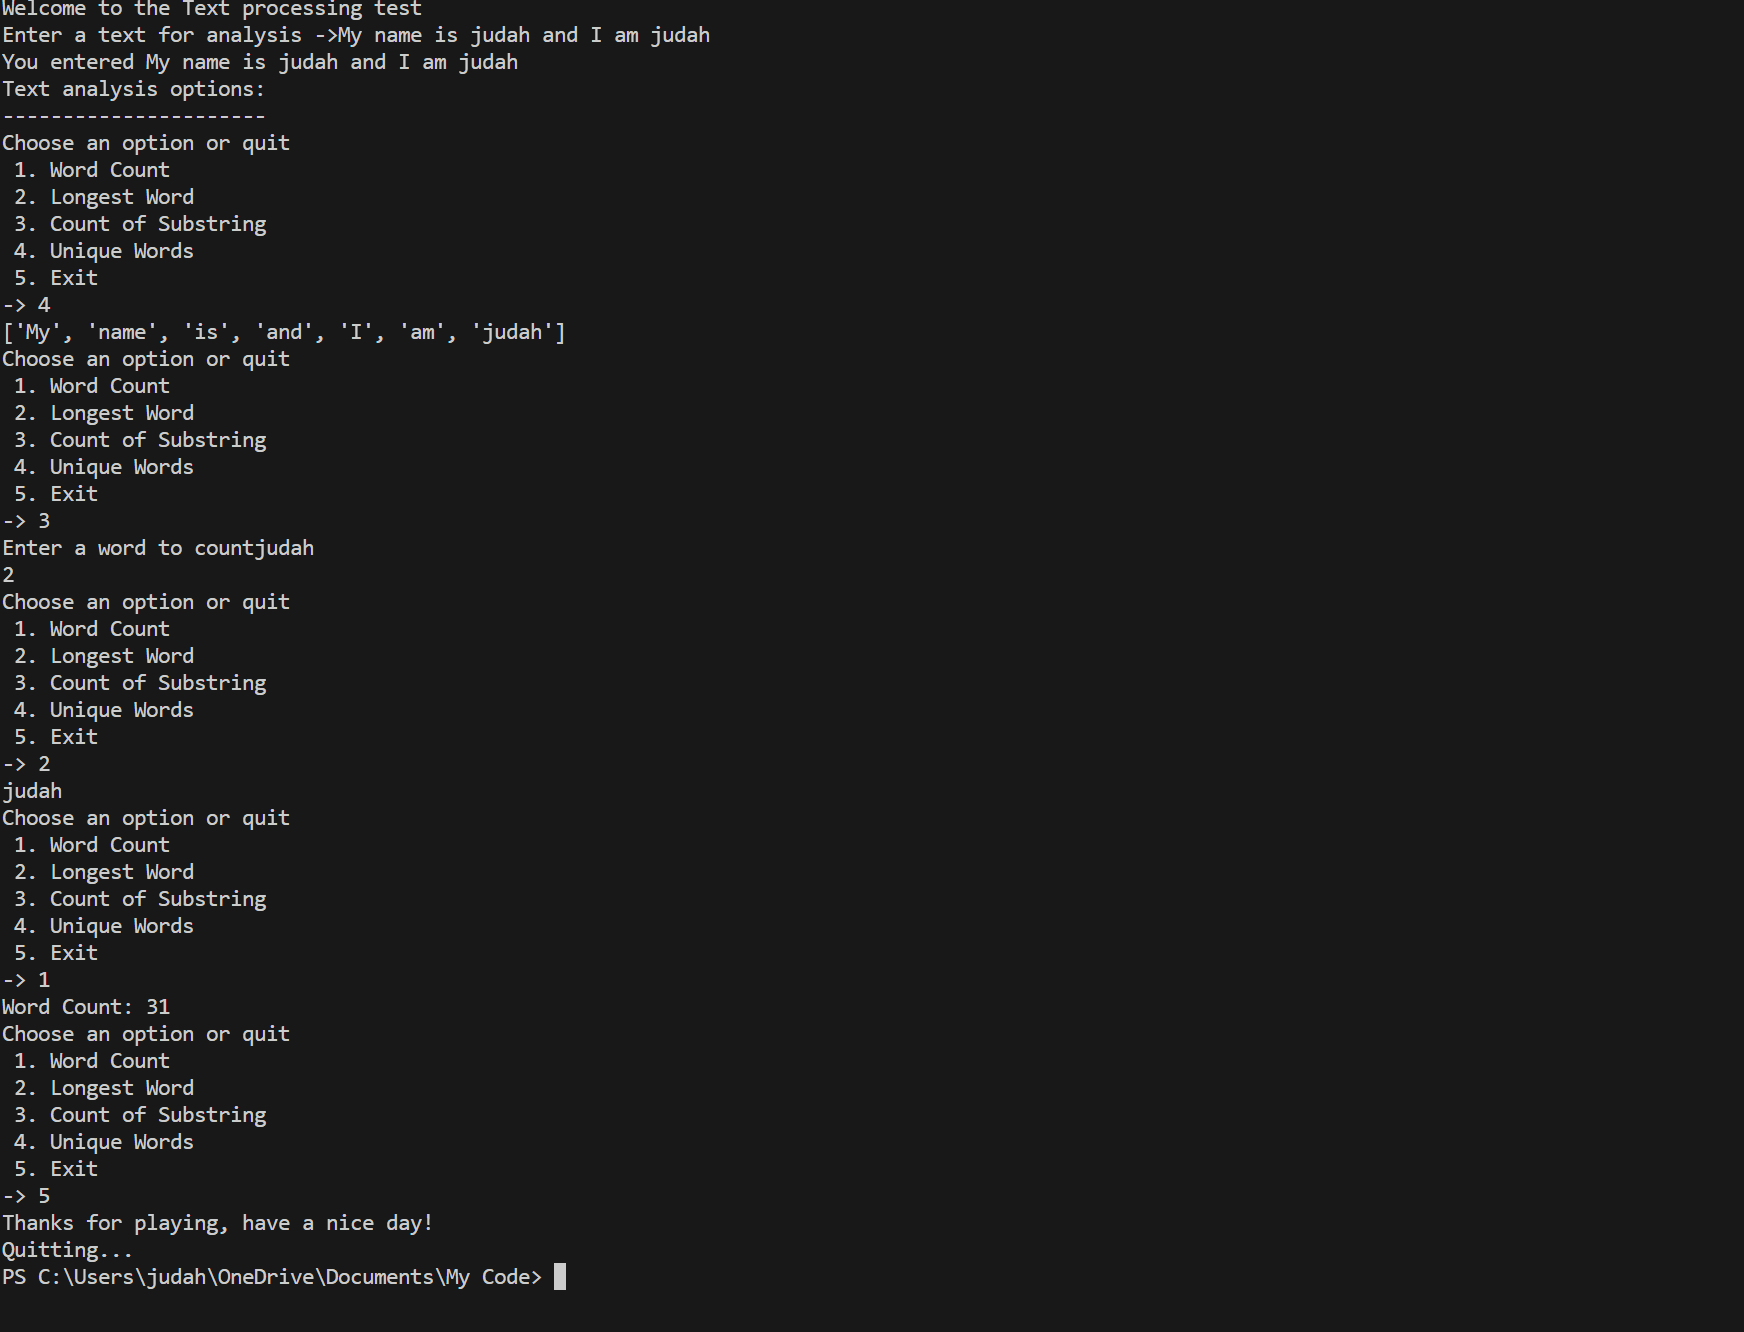 Welcome to the Text processing test
Enter a text for analysis ->My name is judah and I am judah
You entered My name is judah and I am judah
Text analysis options:
----------------------
Choose an option or quit
 1. Word Count
 2. Longest Word
 3. Count of Substring
 4. Unique Words
 5. Exit
-> 4
['My', 'name', 'is', 'and', 'I', 'am', 'judah']
Choose an option or quit
 1. Word Count
 2. Longest Word
 3. Count of Substring
 4. Unique Words
 5. Exit
-> 3
Enter a word to countjudah
2
Choose an option or quit
 1. Word Count
 2. Longest Word
 3. Count of Substring
 4. Unique Words
 5. Exit
-> 2
judah
Choose an option or quit
 1. Word Count
 2. Longest Word
 3. Count of Substring
 4. Unique Words
 5. Exit
-> 1
Word Count: 31
Choose an option or quit
 1. Word Count
 2. Longest Word
 3. Count of Substring
 4. Unique Words
 5. Exit
-> 5
Thanks for playing, have a nice day!
Quitting...
PS C:\Users\judah\OneDrive\Documents\My Code>